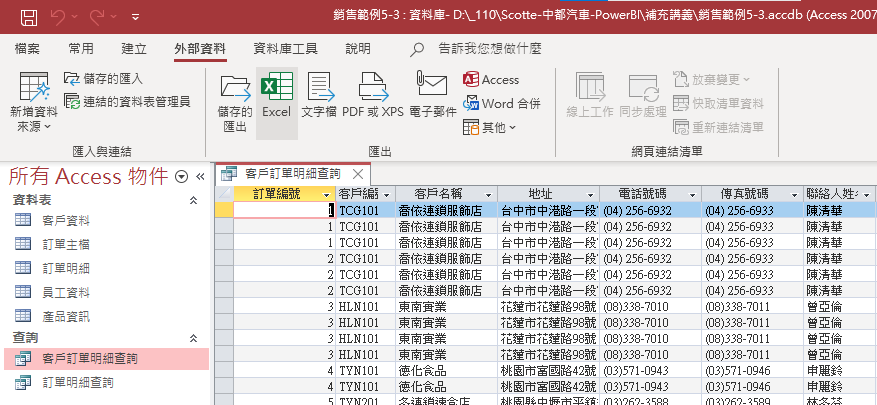 銷售範例5-3 : 資料庫- D:\_110\Scotte-中都汽車-PowerBI\補充講義\銷售範例5-3.accdb (Access 2007
檔案 常用 建立 外部資料 資料庫工具 說明 告訴我您想做什麼
新增資料來源
儲存的匯入
連結的資料表管理員
匯入與連結
儲存的匯出
Excel
文字檔
PDF 或 XPS
電子郵件
Access
Word 合併
其他
匯出
線上工作
同步處理
放棄變更
快取清單資料
重新連結清單
網頁連結清單
所有 Access 物件
資料表
客戶資料
訂單主檔
訂單明細
員工資料
產品資訊
查詢
客戶訂單明細查詢
訂單明細查詢
客戶訂單明細查詢
訂單編號 客戶編號 客戶名稱 地址 電話號碼 傳真號碼 聯絡人姓名
1 TCG101 喬依連鎖服飾店 台中市中港路一段 (04) 256-6932 (04) 256-6933 陳清華
1 TCG101 喬依連鎖服飾店 台中市中港路一段 (04) 256-6932 (04) 256-6933 陳清華
1 TCG101 喬依連鎖服飾店 台中市中港路一段 (04) 256-6932 (04) 256-6933 陳清華
2 TCG101 喬依連鎖服飾店 台中市中港路一段 (04) 256-6932 (04) 256-6933 陳清華
2 TCG101 喬依連鎖服飾店 台中市中港路一段 (04) 256-6932 (04) 256-6933 陳清華
2 TCG101 喬依連鎖服飾店 台中市中港路一段 (04) 256-6932 (04) 256-6933 陳清華
3 HLN101 東南實業 花蓮市花蓮路98號 (08)338-7010 (08)338-7011 曾亞倫
3 HLN101 東南實業 花蓮市花蓮路98號 (08)338-7010 (08)338-7011 曾亞倫
3 HLN101 東南實業 花蓮市花蓮路98號 (08)338-7010 (08)338-7011 曾亞倫
3 HLN101 東南實業 花蓮市花蓮路98號 (08)338-7010 (08)338-7011 曾亞倫
4 TYN101 德化食品 桃園市富國路42號 (03)571-0943 (03)571-0946 申麗鈴
4 TYN101 德化食品 桃園市富國路42號 (03)571-0943 (03)571-0946 申麗鈴
5 TYN201 冬連鎖速食店 桃園縣中壢市平鎮 (03)262-3588 (03)262-3589 林冬芬